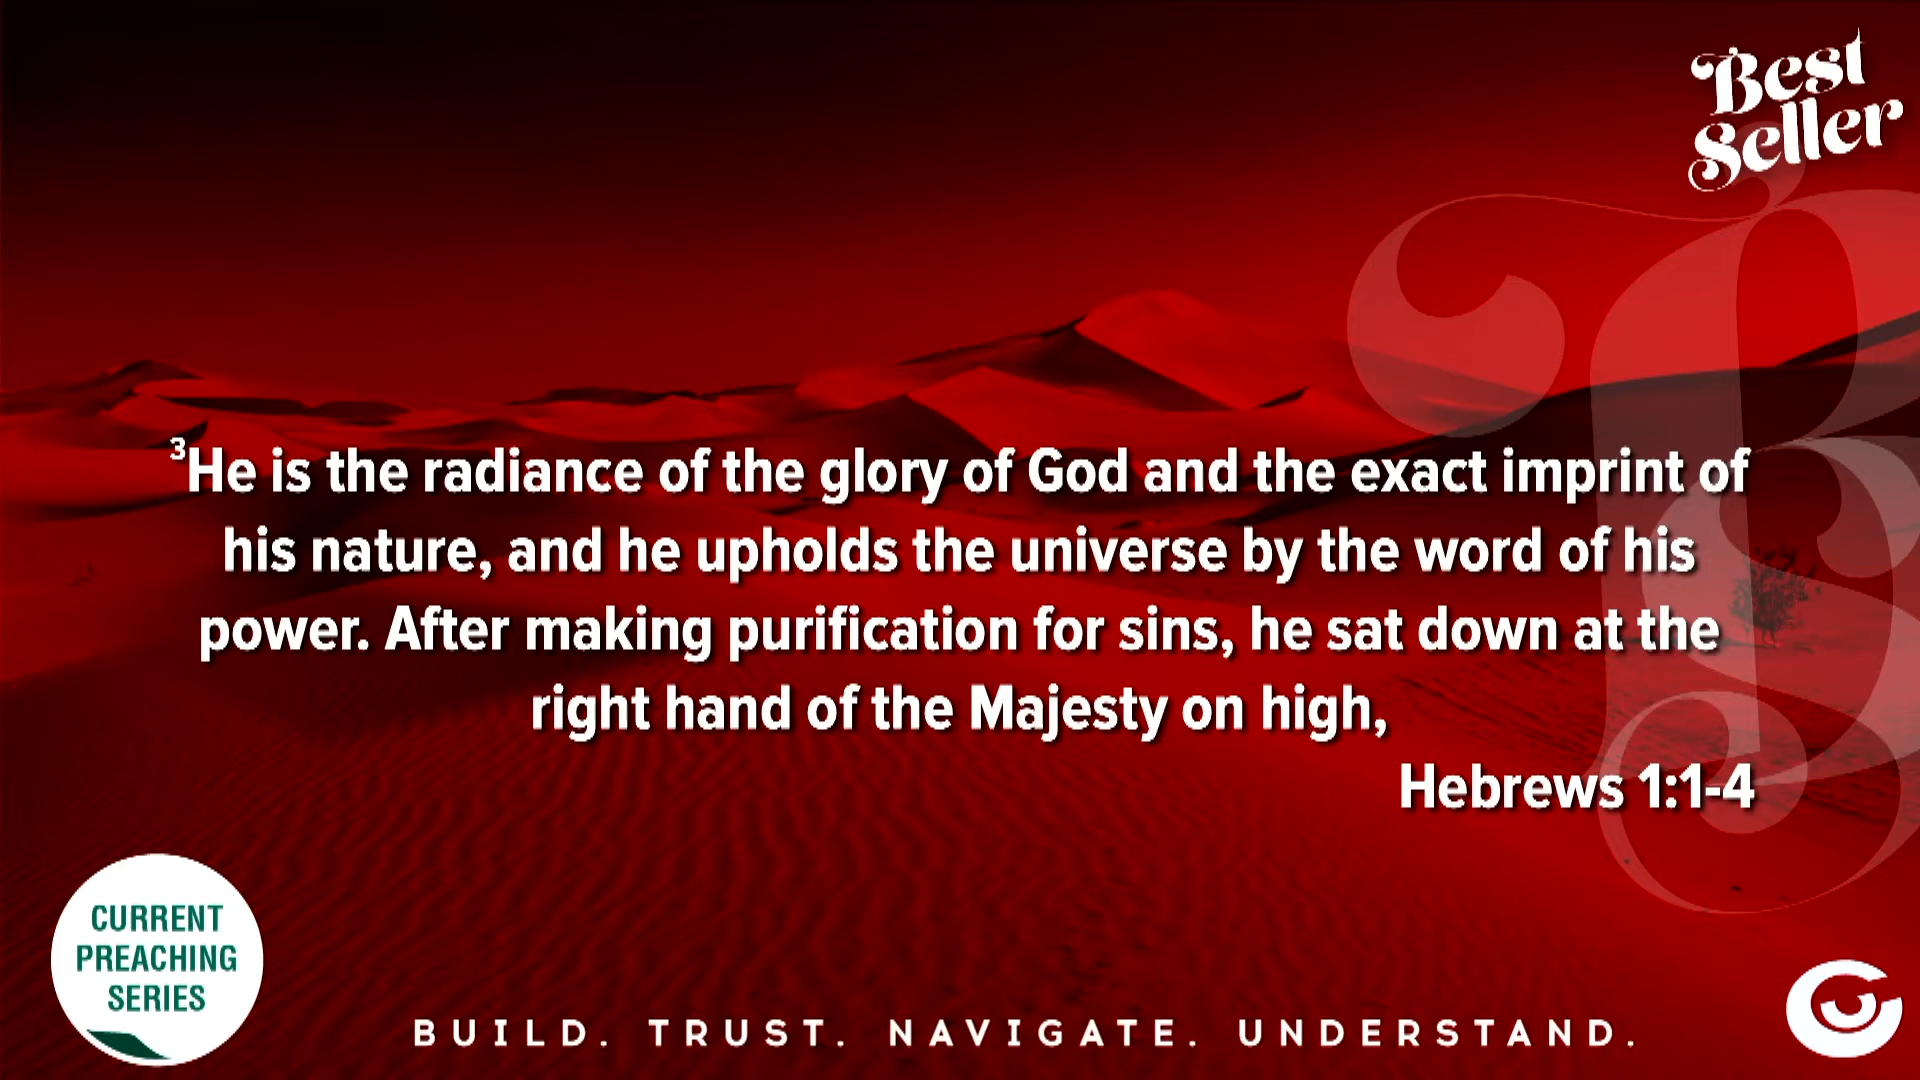 Best
Seller
³He is the radiance of the glory of God and the exact imprint of
his nature, and he upholds the universe by the word of his
power. After making purification for sins, he sat down at the
right hand of the Majesty on high,
Hebrews 1:1-4
CURRENT
PREACHING
SERIES
BUILD. TRUST. NAVIGATE. UNDERSTAND.